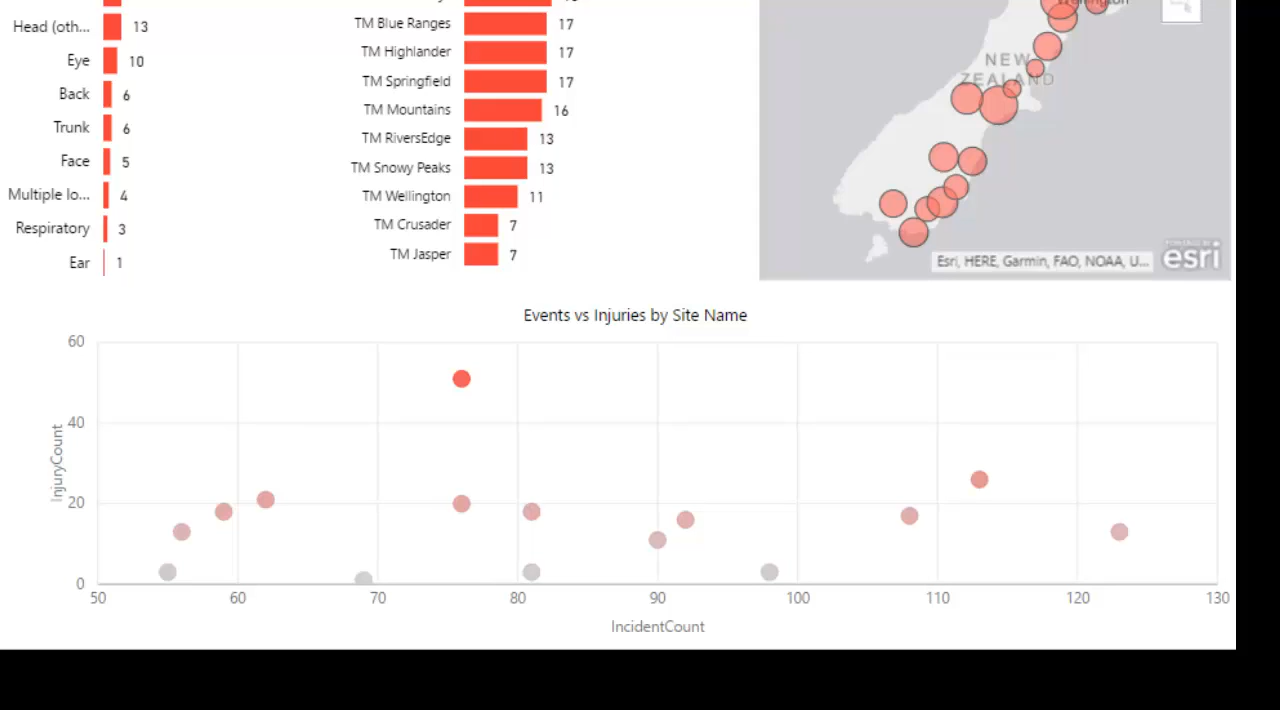 Head (oth... 13
Eye 10
Back 6
Trunk 6
Face 5
Multiple lo... 4
Respiratory 3
Ear 1
TM Blue Ranges 17
TM Highlander 17
TM Springfield 17
TM Mountains 16
TM RiversEdge 13
TM Snowy Peaks 13
TM Wellington 11
TM Crusader 7
TM Jasper 7
Wellington
NEW
ZEALAND
Esri, HERE, Garmin, FAO, NOAA, U...
POWERED BY
esri
Events vs Injuries by Site Name
InjuryCount
60
40
20
0
50 60 70 80 90 100 110 120 130
IncidentCount